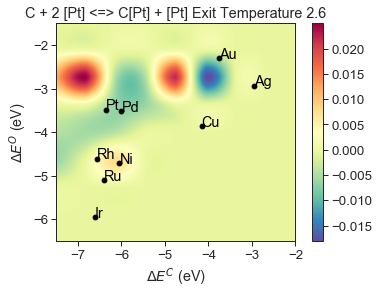 C + 2 [Pt] <=> C[Pt] + [Pt] Exit Temperature 2.6
ΔE^O (eV)
−2
−3
−4
−5
−6
Au
Ag
Pt
Pd
Cu
Rh
Ni
Ru
Ir
−7 −6 −5 −4 −3 −2
ΔE^C (eV)
0.020
0.015
0.010
0.005
0.000
−0.005
−0.010
−0.015